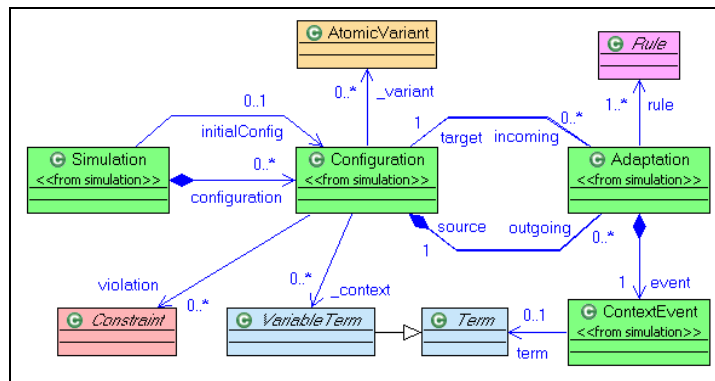 AtomicVariant
Rule
0..*
_variant
1..*
rule
0..1
initialConfig
1
0..*
target
incoming
Simulation
<<from simulation>>
0..*
configuration
Configuration
<<from simulation>>
Adaptation
<<from simulation>>
source
outgoing
1
0..*
violation
0..*
0..*
_context
1
event
Constraint
VariableTerm
Term
0..1
term
ContextEvent
<<from simulation>>